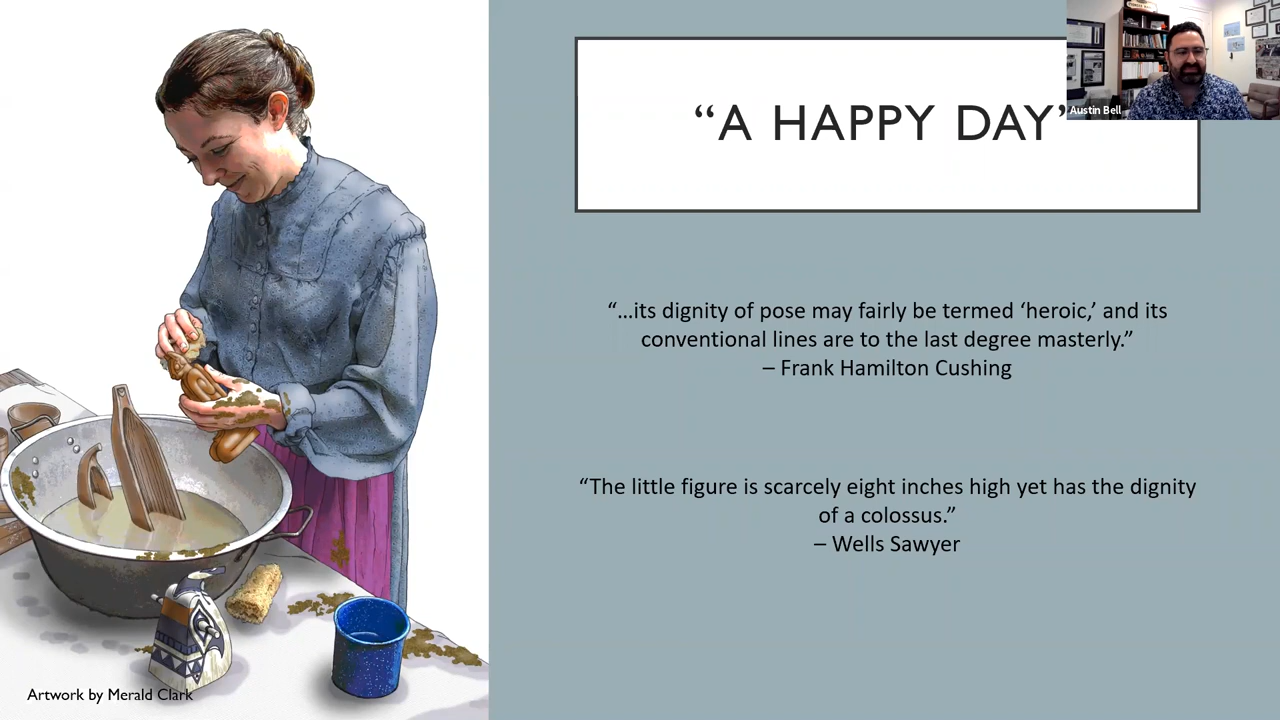 “A HAPPY DAY”
Austin Bell
“...its dignity of pose may fairly be termed ‘heroic,’ and its
conventional lines are to the last degree masterly.”
– Frank Hamilton Cushing
“The little figure is scarcely eight inches high yet has the dignity
of a colossus.”
– Wells Sawyer
Artwork by Merald Clark